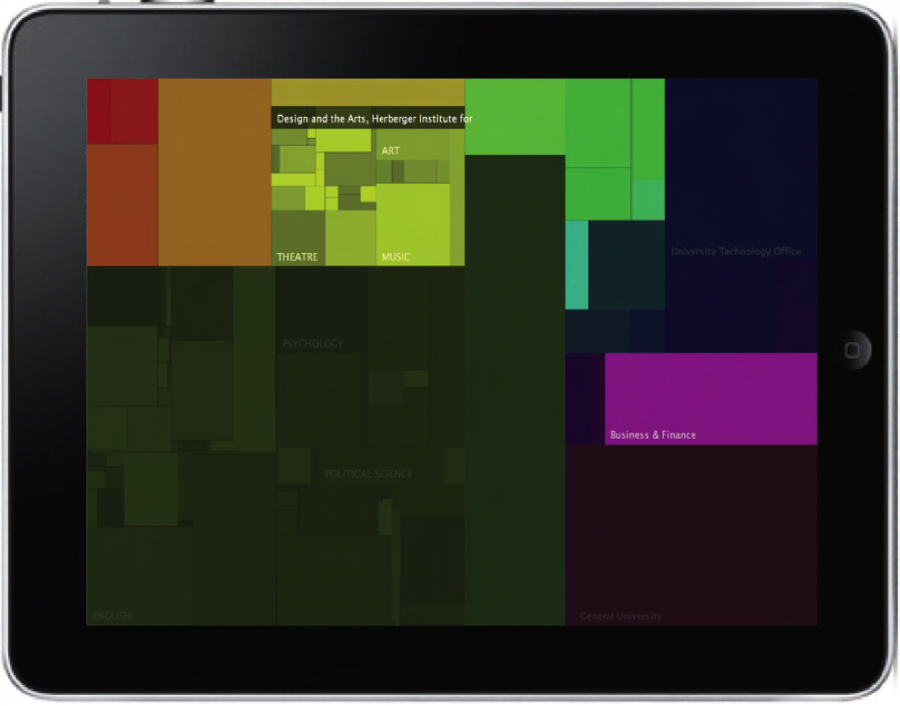 Design and the Arts, Herberger Institute for
ART
THEATRE
MUSIC
University Technology Office
PSYCHOLOGY
Business & Finance
POLITICAL SCIENCE
ENGLISH
General University